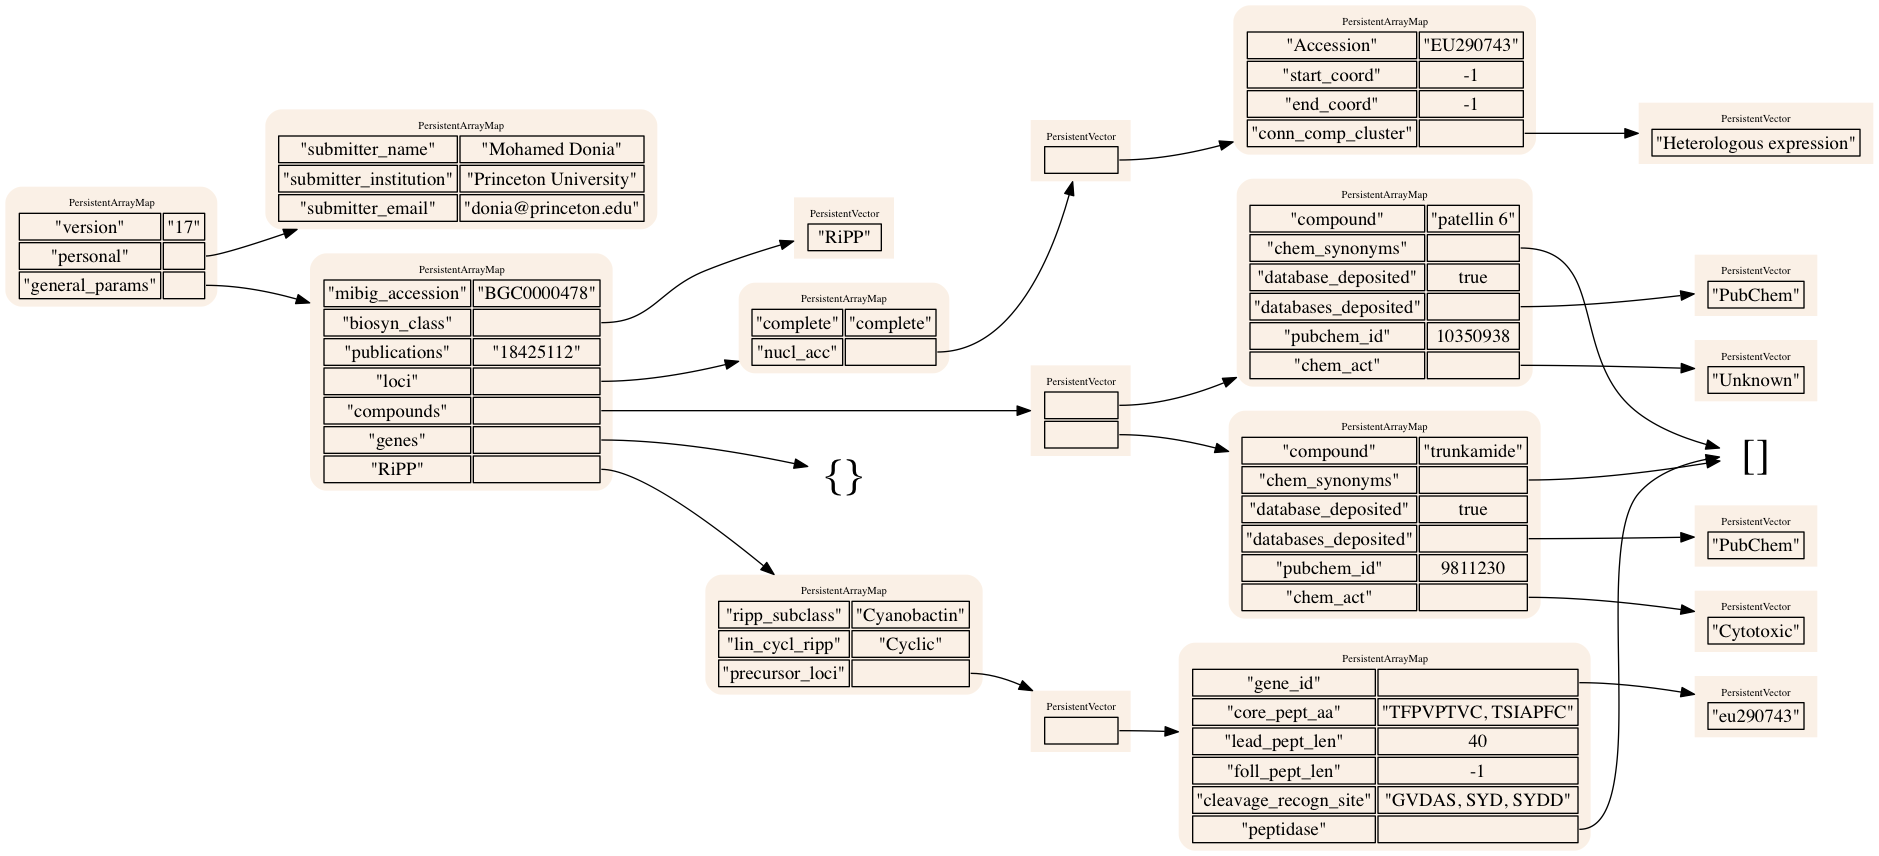 PersistentArrayMap
"version" "17"
"personal"
"general_params"
PersistentArrayMap
"submitter_name" "Mohamed Donia"
"submitter_institution" "Princeton University"
"submitter_email" "donia@princeton.edu"
PersistentArrayMap
"mibig_accession" "BGC0000478"
"biosyn_class"
"publications" "18425112"
"loci"
"compounds"
"genes"
"RiPP"
PersistentVector
"RiPP"
PersistentArrayMap
"complete" "complete"
"nucl_acc"
{}
PersistentArrayMap
"ripp_subclass" "Cyanobactin"
"lin_cycl_ripp" "Cyclic"
"precursor_loci"
PersistentVector
PersistentVector
PersistentVector
PersistentArrayMap
"Accession" "EU290743"
"start_coord" -1
"end_coord" -1
"conn_comp_cluster"
PersistentArrayMap
"compound" "patellin 6"
"chem_synonyms"
"database_deposited" true
"databases_deposited"
"pubchem_id" 10350938
"chem_act"
PersistentArrayMap
"compound" "trunkamide"
"chem_synonyms"
"database_deposited" true
"databases_deposited"
"pubchem_id" 9811230
"chem_act"
PersistentArrayMap
"gene_id"
"core_pept_aa" "TFPVPTVC, TSIAPFC"
"lead_pept_len" 40
"foll_pept_len" -1
"cleavage_recogn_site" "GVDAS, SYD, SYDD"
"peptidase"
PersistentVector
"Heterologous expression"
PersistentVector
"PubChem"
PersistentVector
"Unknown"
[]
PersistentVector
"PubChem"
PersistentVector
"Cytotoxic"
PersistentVector
"eu290743"